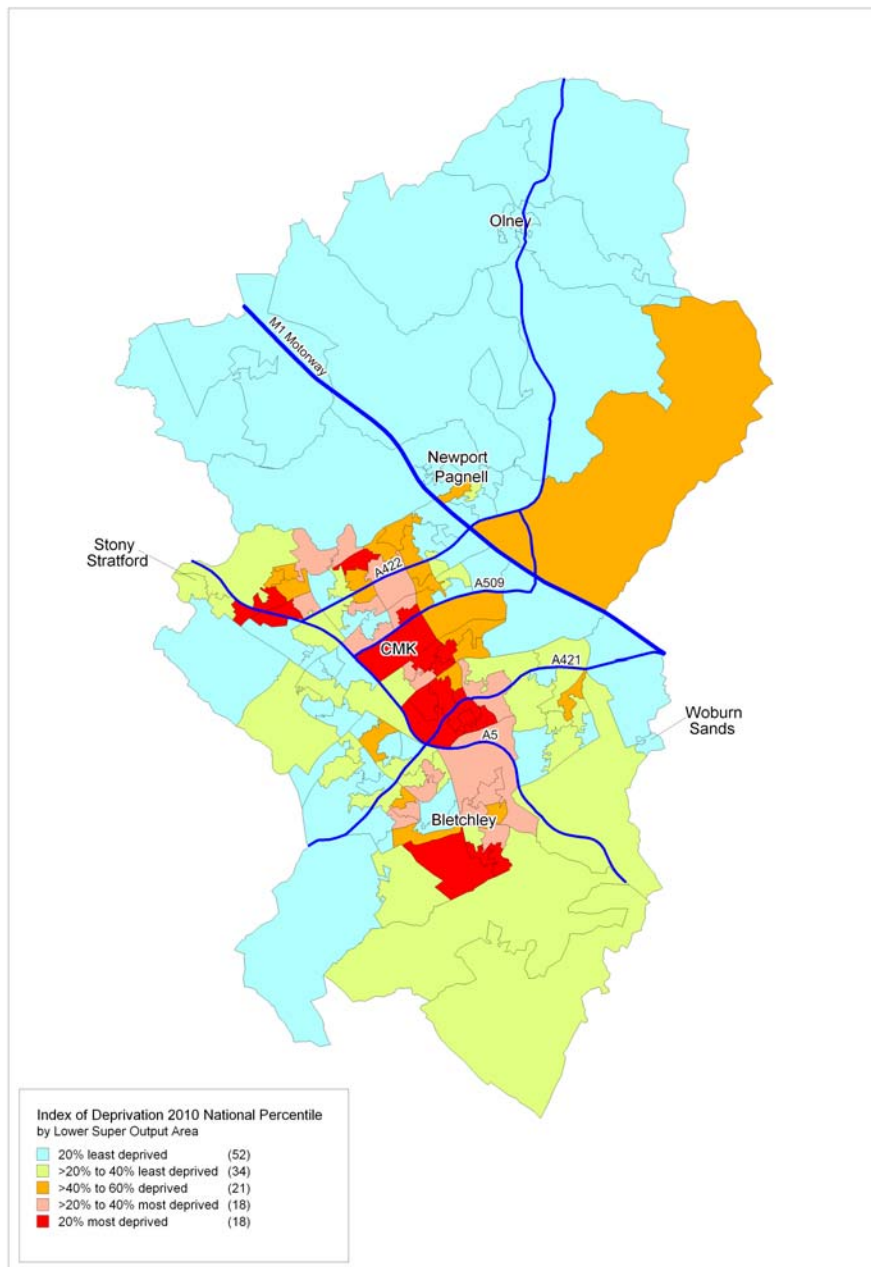 Olney
M1 Motorway
Newport
Pagnell
Stony
Stratford
A422
A509
CMK
A421
Woburn
Sands
A5
Bletchley
Index of Deprivation 2010 National Percentile
by Lower Super Output Area
20% least deprived (52)
>20% to 40% least deprived (34)
>40% to 60% deprived (21)
>20% to 40% most deprived (18)
20% most deprived (18)